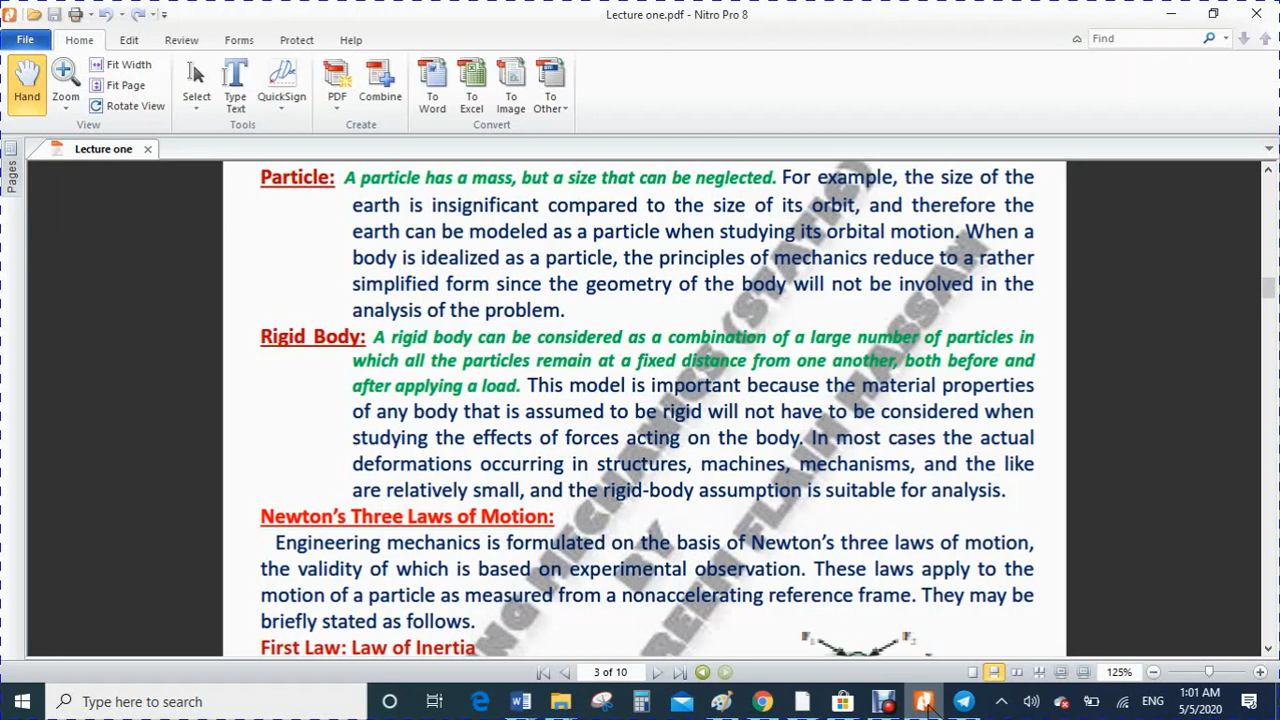 Lecture one.pdf - Nitro Pro 8
File Home Edit Review Forms Protect Help Find
Hand
Zoom
Fit Width
Fit Page
Rotate View
View
Select
Type Text
QuickSign
Tools
PDF
Combine
Create
To Word
To Excel
To Image
To Other
Convert
Lecture one
Pages
Particle: A particle has a mass, but a size that can be neglected. For example, the size of the
earth is insignificant compared to the size of its orbit, and therefore the
earth can be modeled as a particle when studying its orbital motion. When a
body is idealized as a particle, the principles of mechanics reduce to a rather
simplified form since the geometry of the body will not be involved in the
analysis of the problem.
Rigid Body: A rigid body can be considered as a combination of a large number of particles in
which all the particles remain at a fixed distance from one another, both before and
after applying a load. This model is important because the material properties
of any body that is assumed to be rigid will not have to be considered when
studying the effects of forces acting on the body. In most cases the actual
deformations occurring in structures, machines, mechanisms, and the like
are relatively small, and the rigid-body assumption is suitable for analysis.
Newton's Three Laws of Motion:
Engineering mechanics is formulated on the basis of Newton's three laws of motion,
the validity of which is based on experimental observation. These laws apply to the
motion of a particle as measured from a nonaccelerating reference frame. They may be
briefly stated as follows.
First Law: Law of Inertia
MECHANICS (STATIS)
BY
FLAIH HASSAN
3 of 10
125%
Type here to search
ENG
1:01 AM
5/5/2020